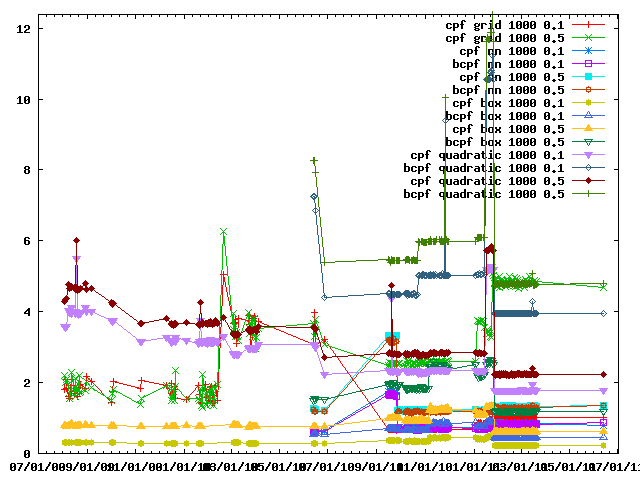 12
10
8
6
4
2
0
cpf grid 1000 0.1
cpf grid 1000 0.5
cpf nn 1000 0.1
bcpf nn 1000 0.1
cpf nn 1000 0.5
bcpf nn 1000 0.5
cpf box 1000 0.1
bcpf box 1000 0.1
cpf box 1000 0.5
bcpf box 1000 0.5
cpf quadratic 1000 0.1
bcpf quadratic 1000 0.1
cpf quadratic 1000 0.5
bcpf quadratic 1000 0.5